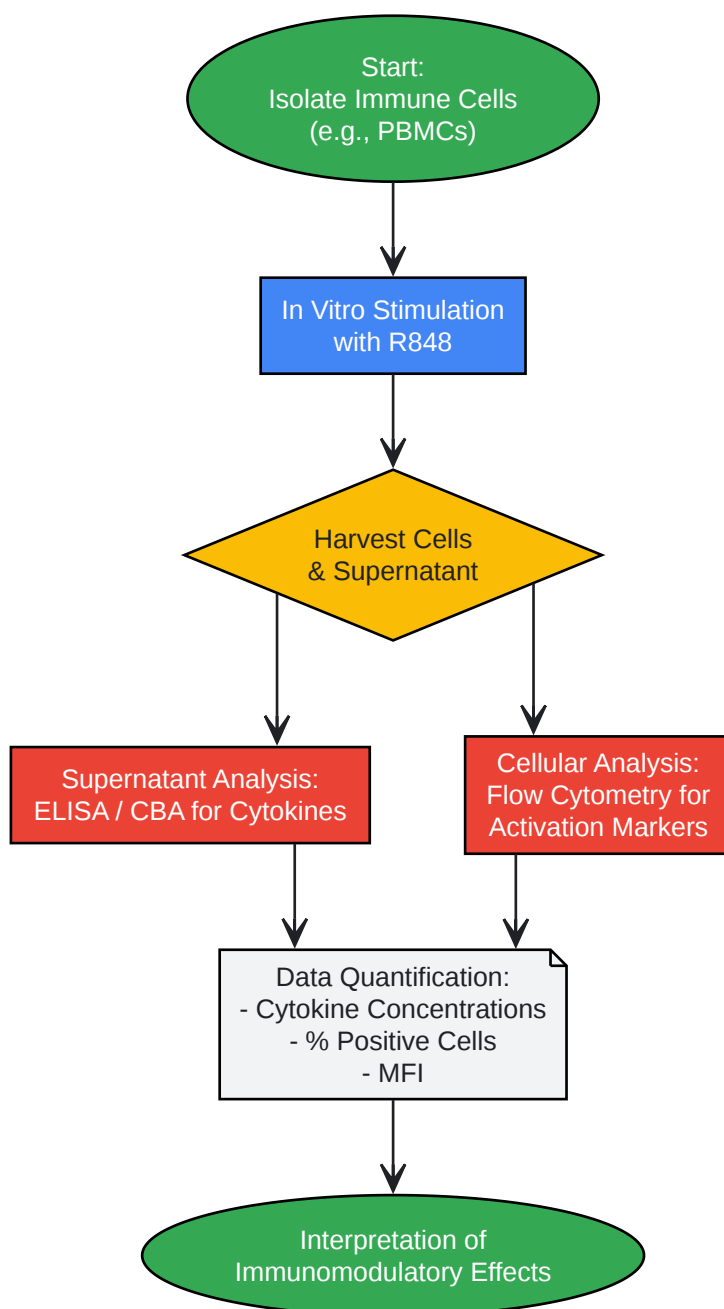 Start:
Isolate Immune Cells
(e.g., PBMCs)
In Vitro Stimulation
with R848
Harvest Cells
& Supernatant
Supernatant Analysis:
ELISA / CBA for Cytokines
Cellular Analysis:
Flow Cytometry for
Activation Markers
Data Quantification:
- Cytokine Concentrations
- % Positive Cells
- MFI
Interpretation of
Immunomodulatory Effects